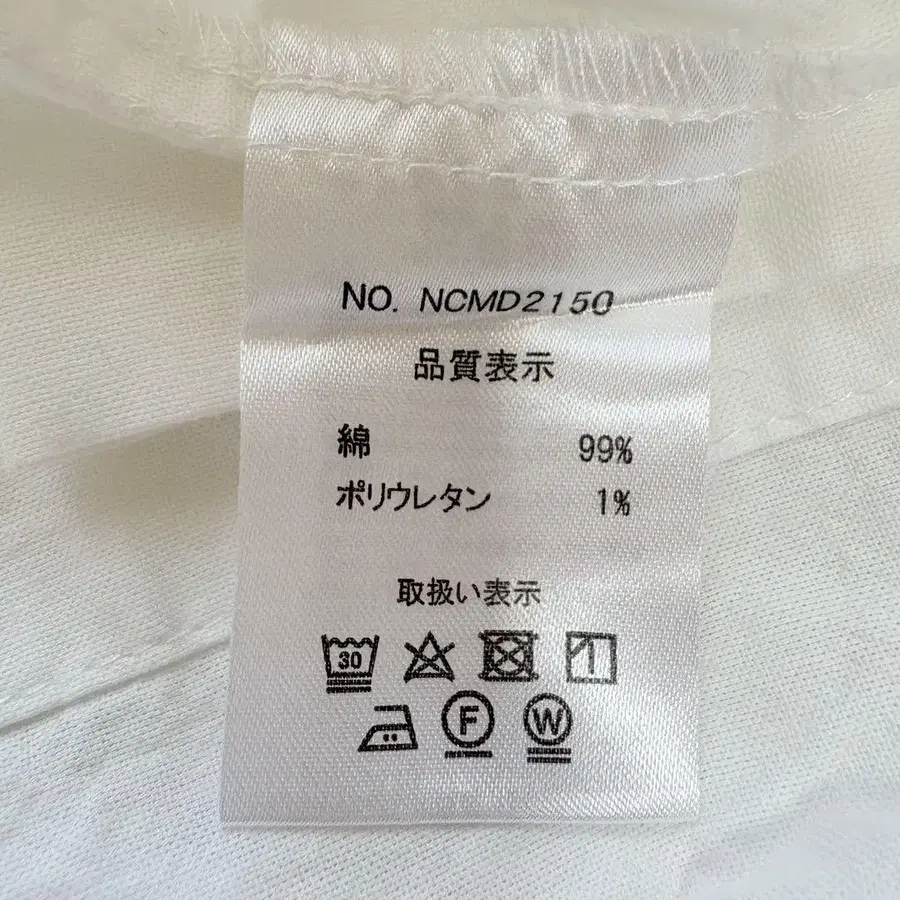 NO. NCMD2150
品質表示
綿 99%
ポリウレタン 1%
取扱い表示
30
F W